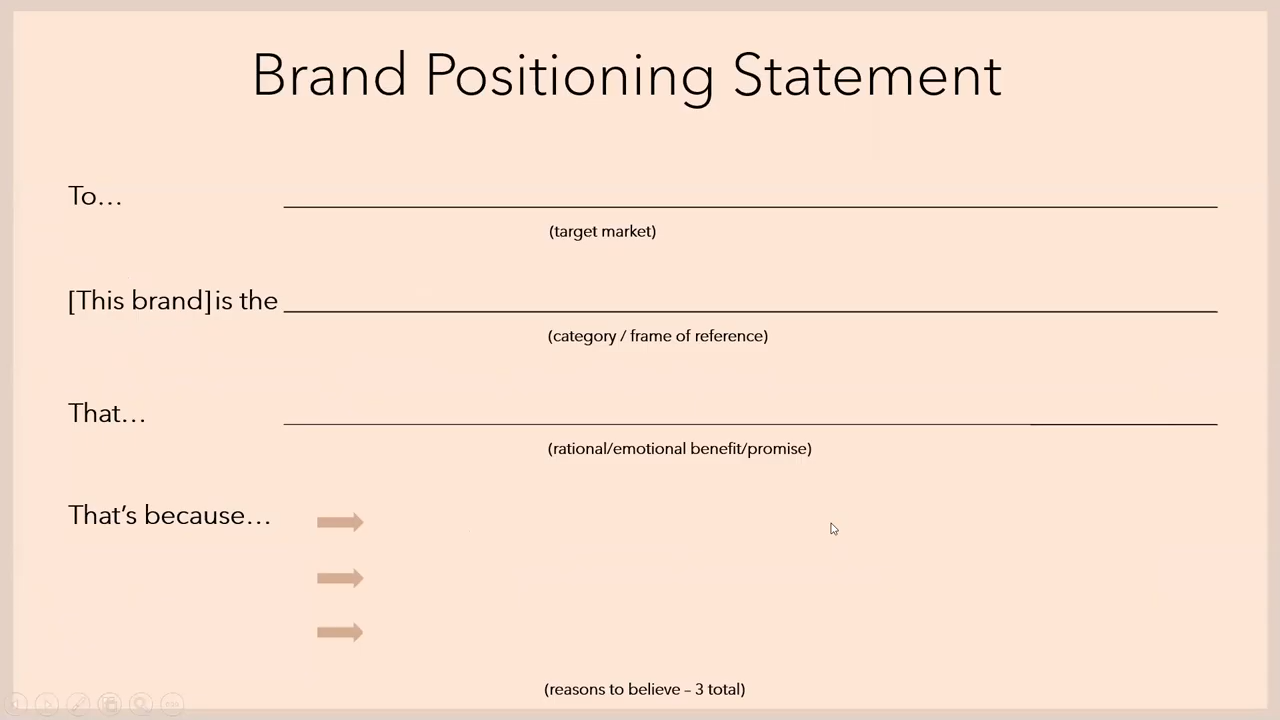 Brand Positioning Statement
To…
(target market)
[This brand] is the
(category / frame of reference)
That…
(rational/emotional benefit/promise)
That’s because…
(reasons to believe – 3 total)